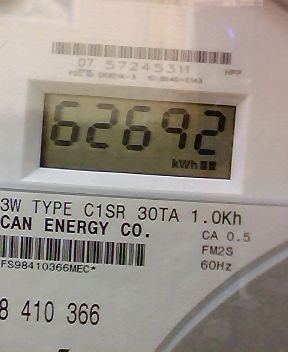 07 57245311 HPP
62692
kWh
3W TYPE C1SR 30TA 1.0Kh
CAN ENERGY CO. CA 0.5
FM2S
FS98410366MEC* 60Hz
8 410 366